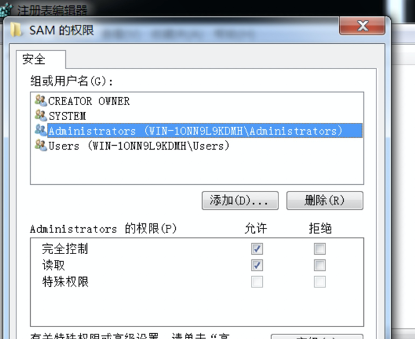 注册表编辑器
SAM 的权限
安全
组或用户名(G):
CREATOR OWNER
SYSTEM
Administrators (WIN-1ONN9L9KDMH\Administrators)
Users (WIN-1ONN9L9KDMH\Users)
添加(D)... 删除(R)
Administrators 的权限(P) 允许 拒绝
完全控制
读取
特殊权限
有关特殊权限或高级设置，请单击“高